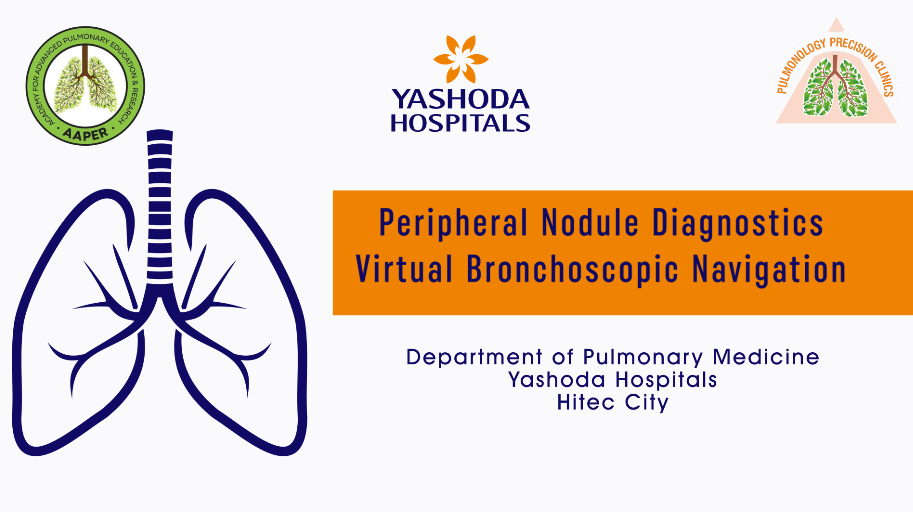 ACADEMY FOR ADVANCED PULMONARY EDUCATION & RESEARCH
AAPER
YASHODA
HOSPITALS
PULMONOLOGY PRECISION CLINICS
Peripheral Nodule Diagnostics
Virtual Bronchoscopic Navigation
Department of Pulmonary Medicine
Yashoda Hospitals
Hitec City